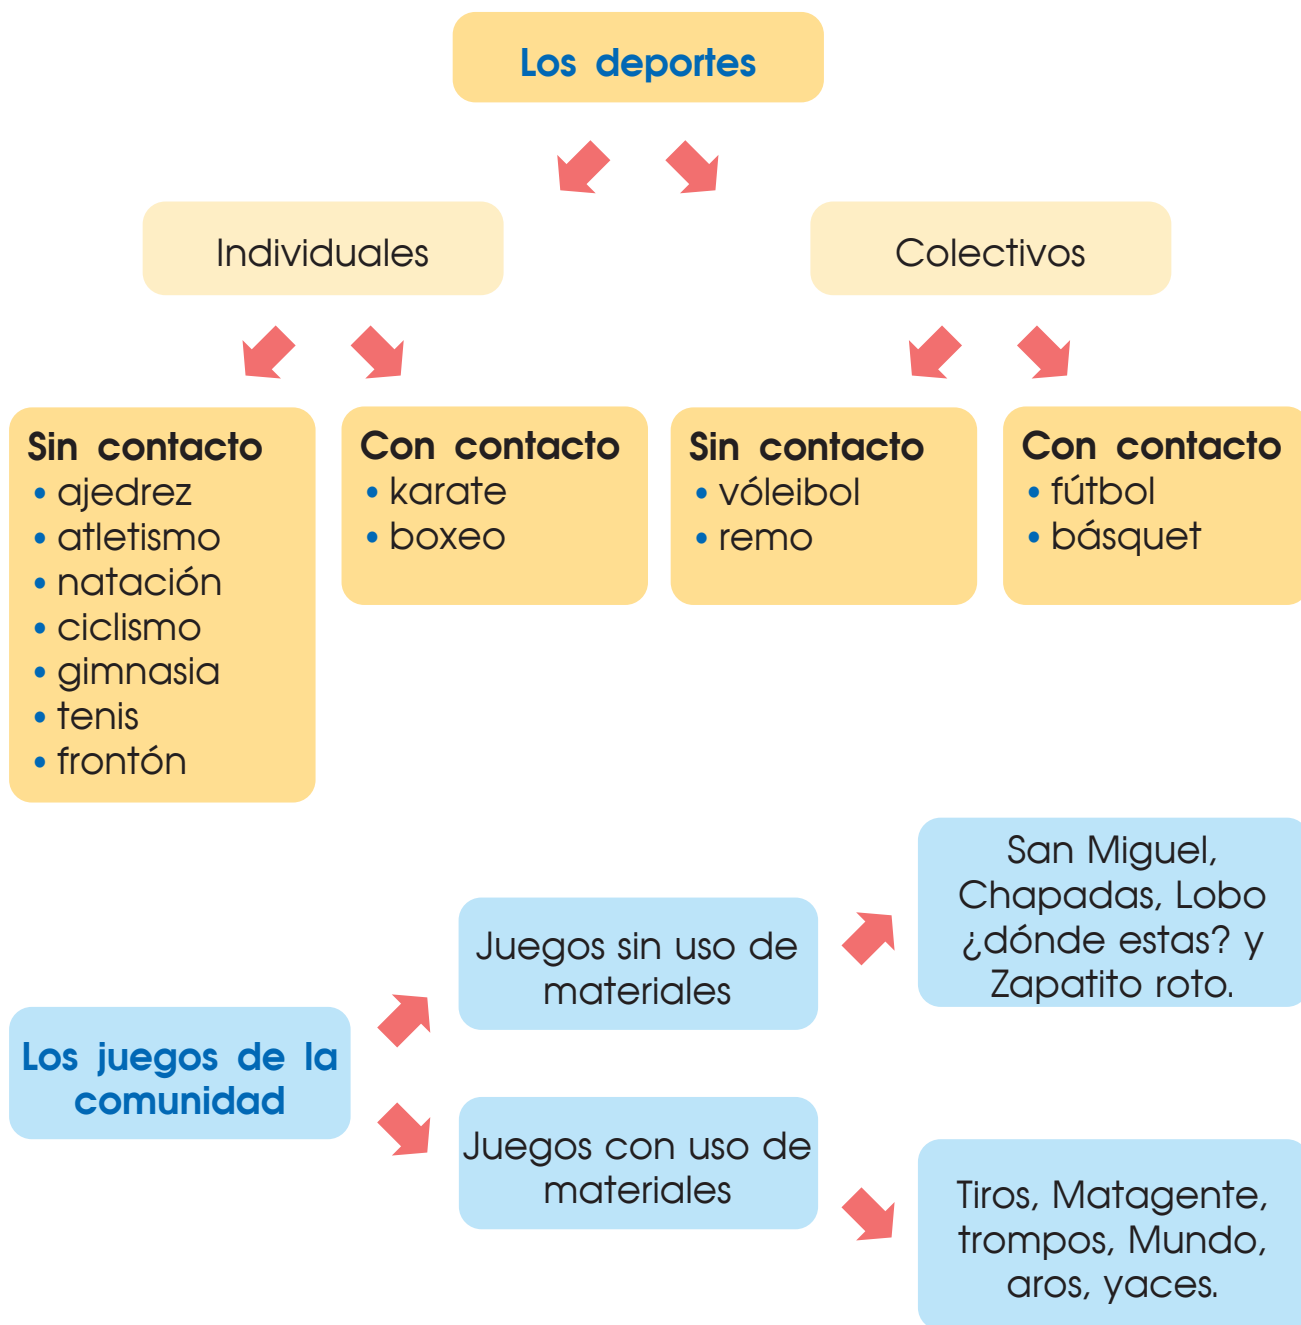 Los deportes
Individuales
Colectivos
Sin contacto
• ajedrez
• atletismo
• natación
• ciclismo
• gimnasia
• tenis
• frontón
Con contacto
• karate
• boxeo
Sin contacto
• vóleibol
• remo
Con contacto
• fútbol
• básquet
Los juegos de la
comunidad
Juegos sin uso de
materiales
San Miguel,
Chapadas, Lobo
¿dónde estas? y
Zapatito roto.
Juegos con uso de
materiales
Tiros, Matagente,
trompos, Mundo,
aros, yaces.